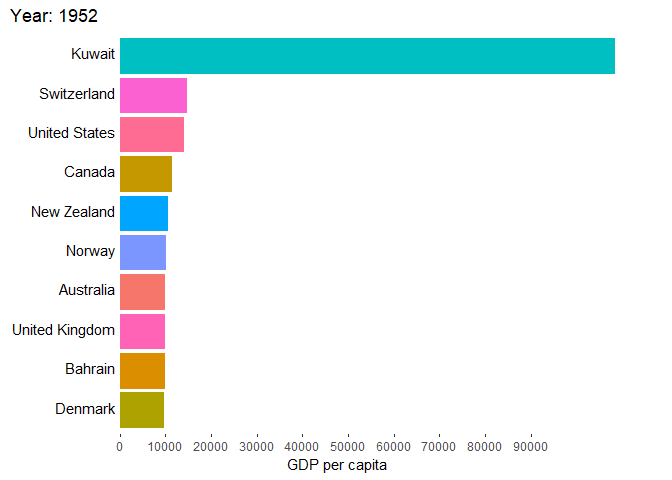 Year: 1952
Kuwait
Switzerland
United States
Canada
New Zealand
Norway
Australia
United Kingdom
Bahrain
Denmark
0 10000 20000 30000 40000 50000 60000 70000 80000 90000
GDP per capita